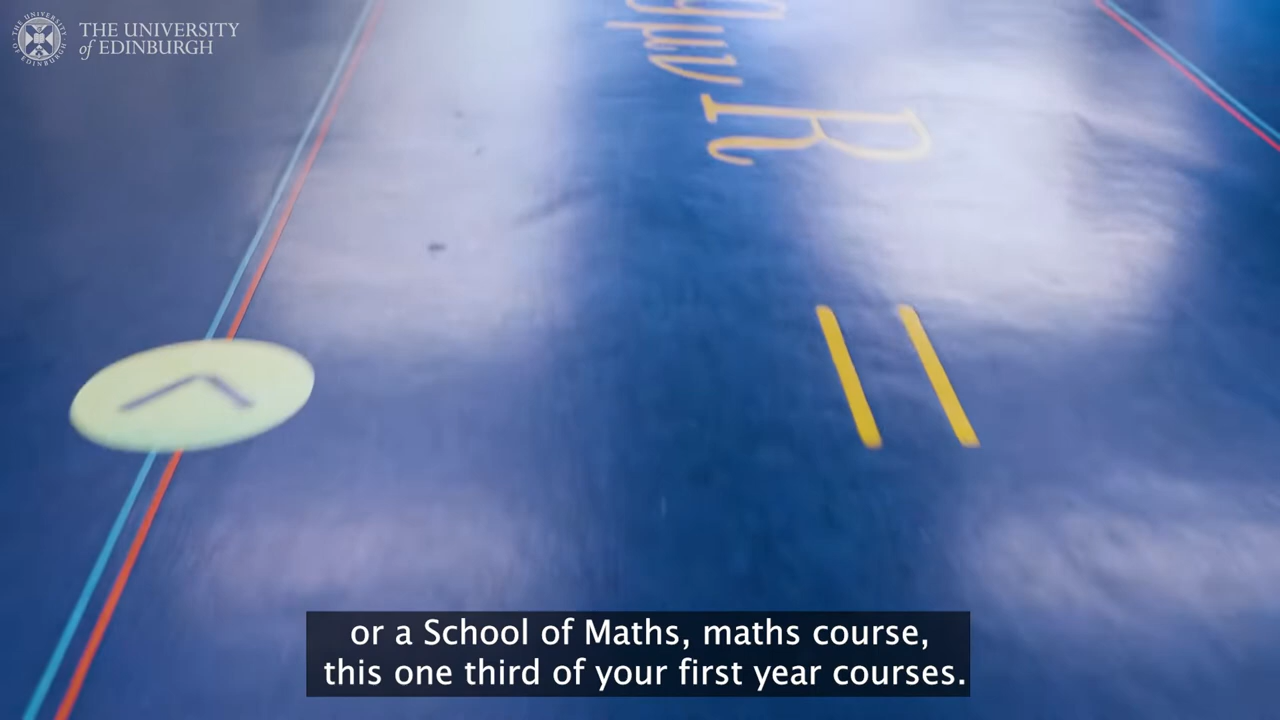 THE UNIVERSITY
of EDINBURGH
R
=
or a School of Maths, maths course,
this one third of your first year courses.